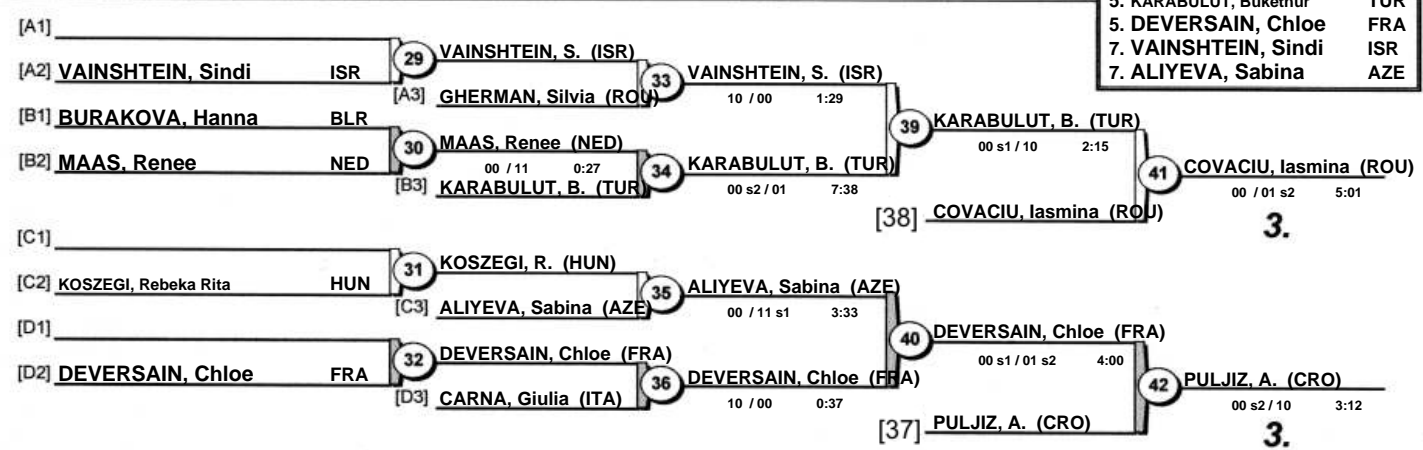 5. KARABULUT, Bukethur TUR
5. DEVERSAIN, Chloe FRA
7. VAINSHTEIN, Sindi ISR
7. ALIYEVA, Sabina AZE
[A1]
[A2] VAINSHTEIN, Sindi ISR
29
VAINSHTEIN, S. (ISR)
[A3] GHERMAN, Silvia (ROU)
33
VAINSHTEIN, S. (ISR)
10 / 00 1:29
[B1] BURAKOVA, Hanna BLR
[B2] MAAS, Renee NED
30
MAAS, Renee (NED)
00 / 11 0:27
[B3] KARABULUT, B. (TUR)
34
KARABULUT, B. (TUR)
00 s2 / 01 7:38
39
KARABULUT, B. (TUR)
00 s1 / 10 2:15
[38] COVACIU, Iasmina (ROU)
41
COVACIU, Iasmina (ROU)
00 / 01 s2 5:01
3.
[C1]
[C2] KOSZEGI, Rebeka Rita HUN
31
KOSZEGI, R. (HUN)
[C3] ALIYEVA, Sabina (AZE)
35
ALIYEVA, Sabina (AZE)
00 / 11 s1 3:33
[D1]
[D2] DEVERSAIN, Chloe FRA
32
DEVERSAIN, Chloe (FRA)
[D3] CARNA, Giulia (ITA)
36
DEVERSAIN, Chloe (FRA)
10 / 00 0:37
40
DEVERSAIN, Chloe (FRA)
00 s1 / 01 s2 4:00
[37] PULJIZ, A. (CRO)
42
PULJIZ, A. (CRO)
00 s2 / 10 3:12
3.